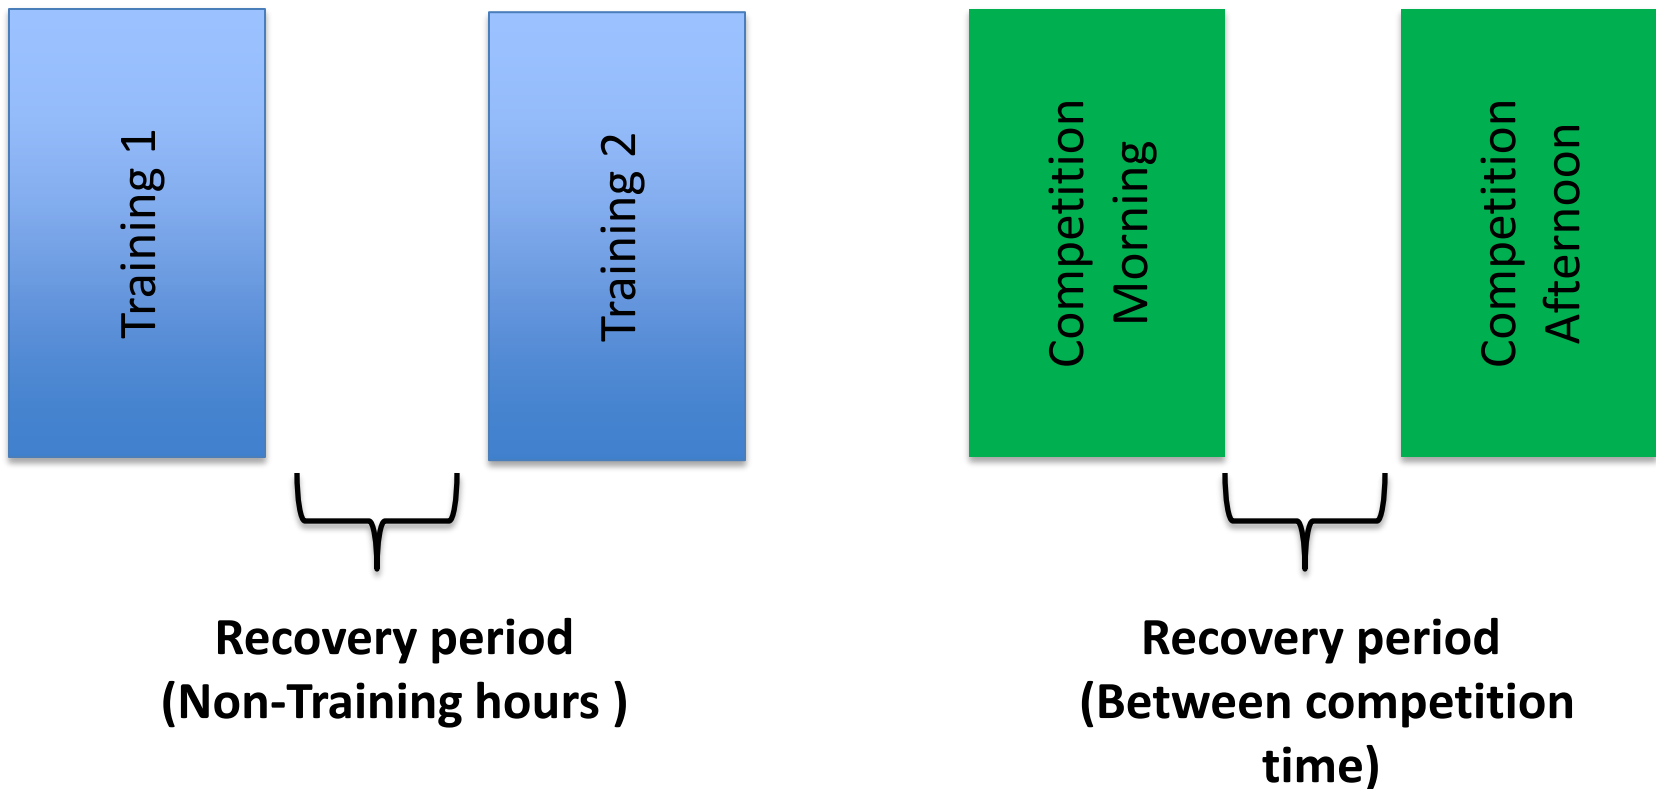 Training 1
Training 2
Competition
Morning
Competition
Afternoon
Recovery period
(Non-Training hours )
Recovery period
(Between competition
time)